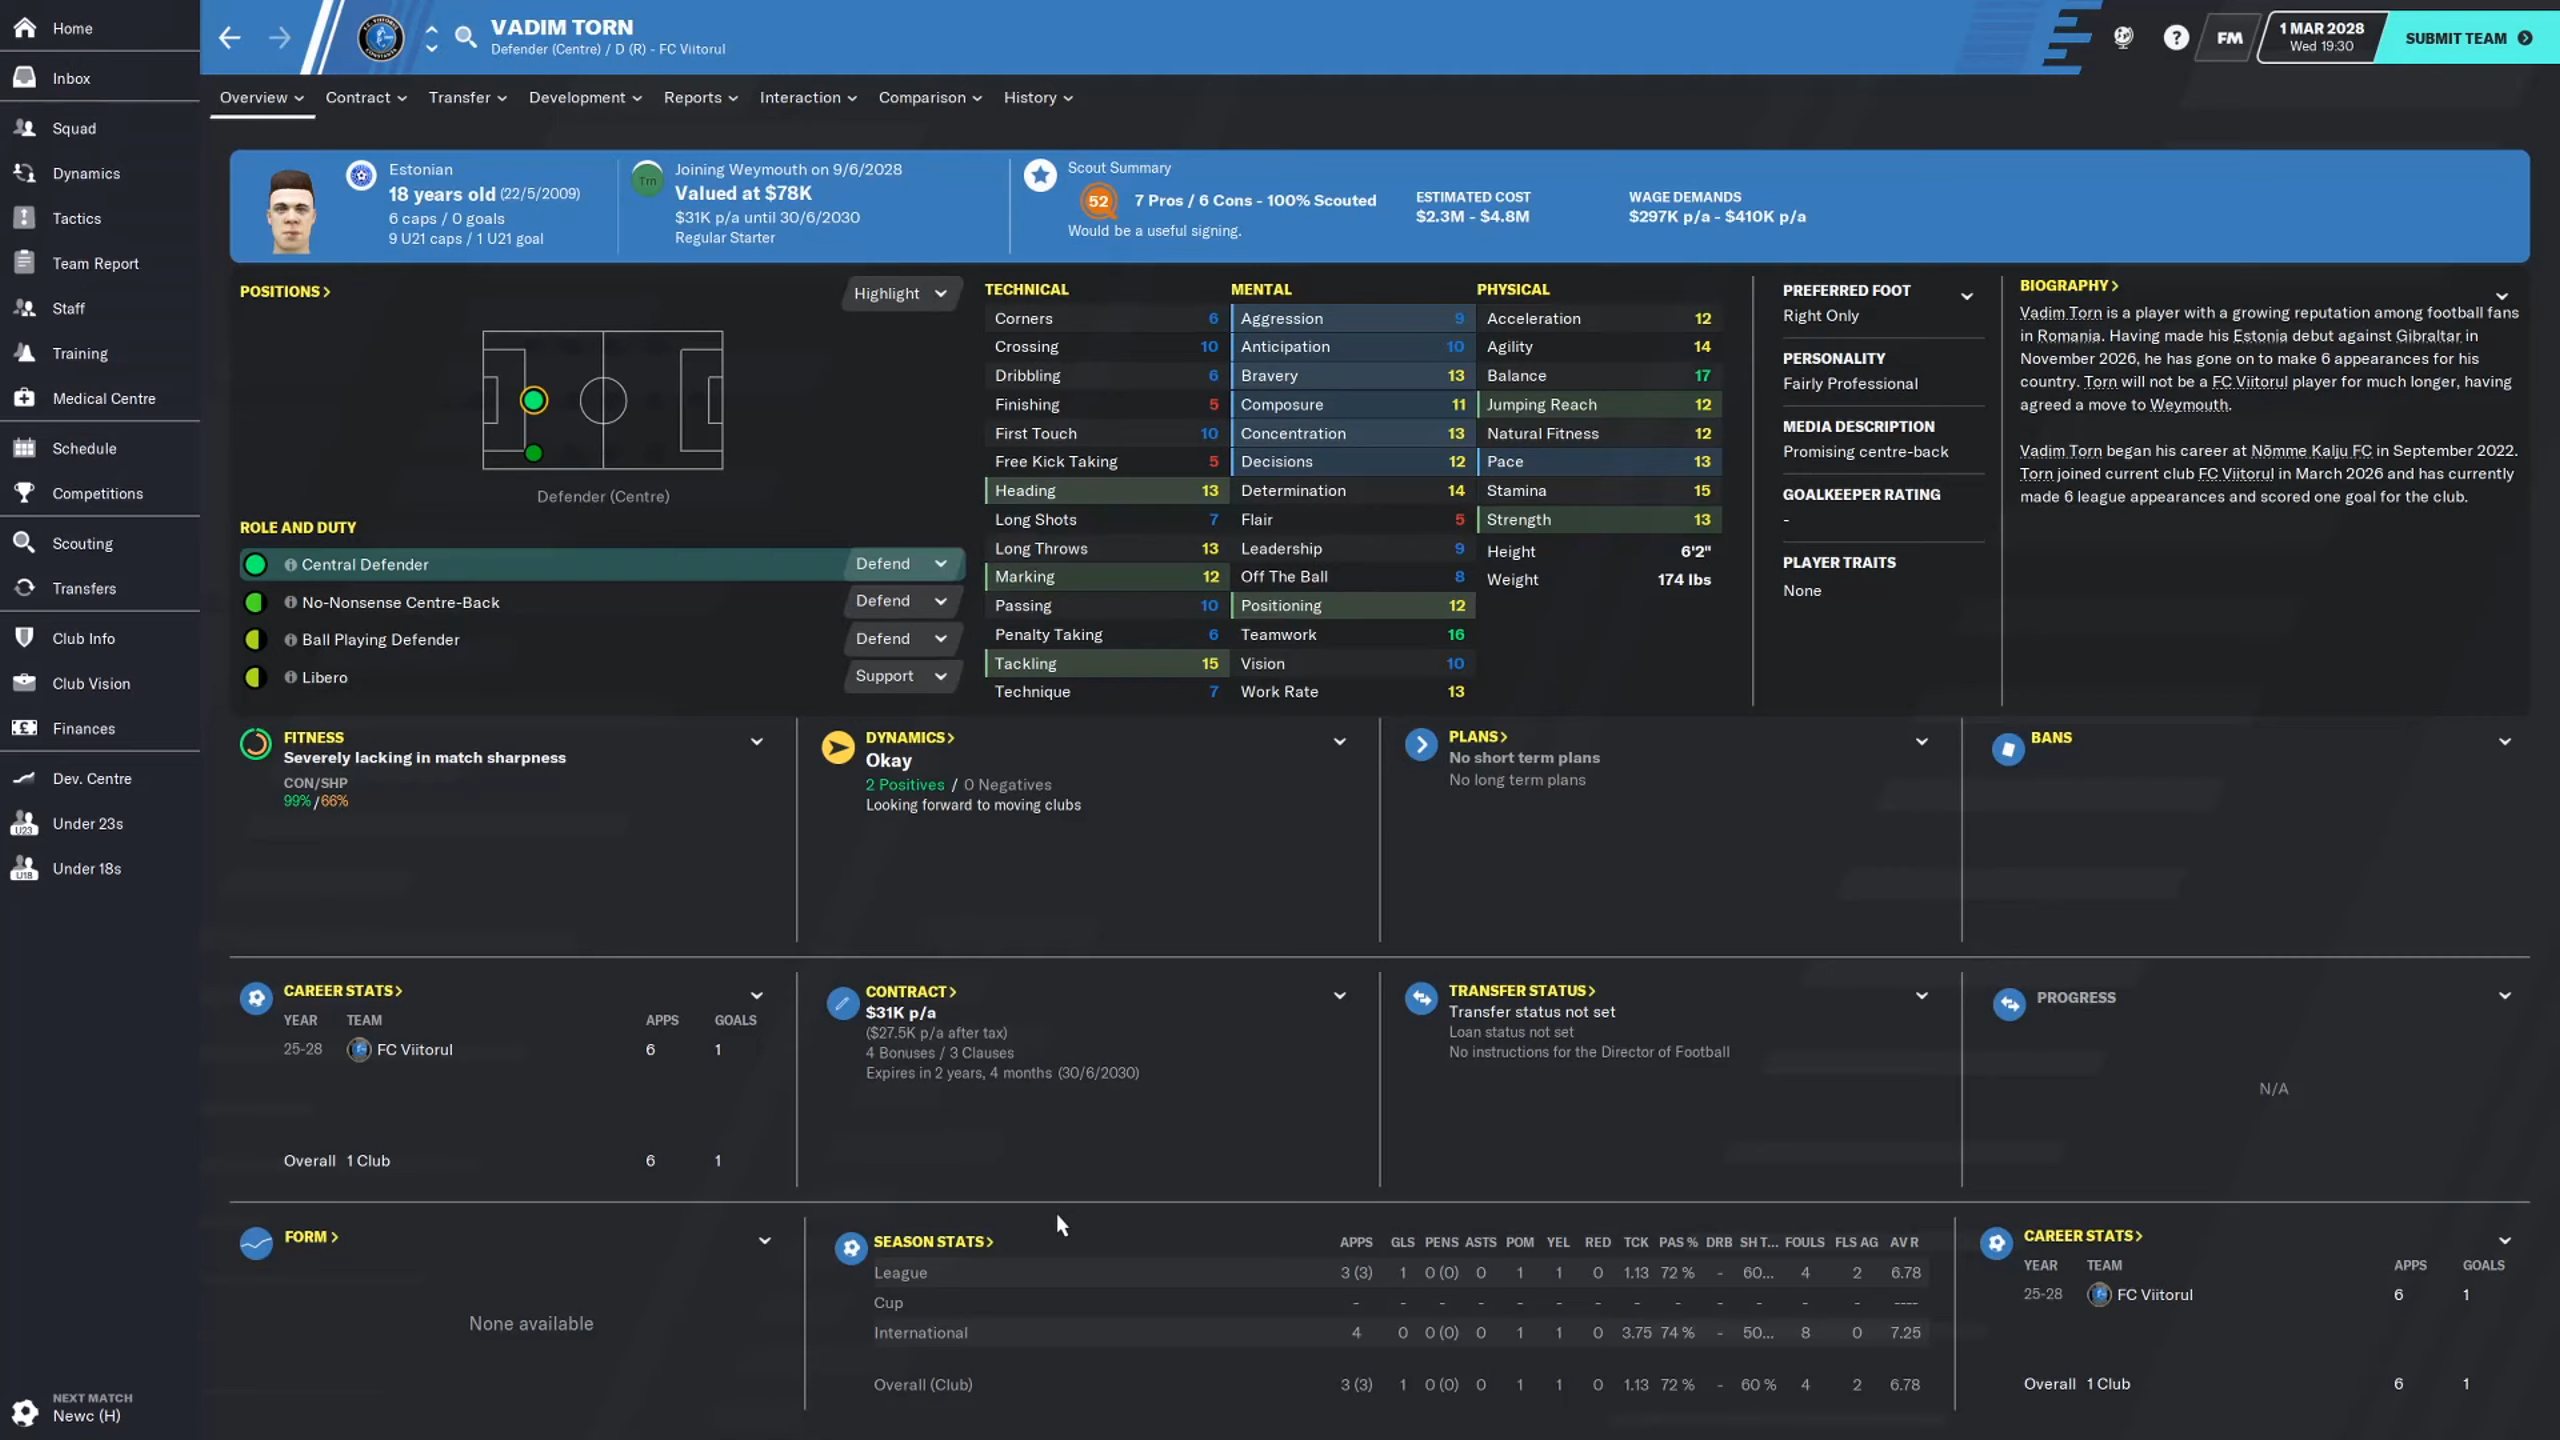 Home
Inbox
Squad
Dynamics
Tactics
Team Report
Staff
Training
Medical Centre
Schedule
Competitions
Scouting
Transfers
Club Info
Club Vision
Finances
Dev. Centre
U23
Under 23s
U18
Under 18s
NEXT MATCH
Newc (H)
VADIM TORN
Defender (Centre) / D (R) - FC Viitorul
?
FM
1 MAR 2028
Wed 19:30
SUBMIT TEAM
Overview
Contract
Transfer
Development
Reports
Interaction
Comparison
History
Estonian
18 years old (22/5/2009)
6 caps / 0 goals
9 U21 caps / 1 U21 goal
Trn
Joining Weymouth on 9/6/2028
Valued at $78K
$31K p/a until 30/6/2030
Regular Starter
Scout Summary
52
7 Pros / 6 Cons - 100% Scouted
Would be a useful signing.
ESTIMATED COST
$2.3M - $4.8M
WAGE DEMANDS
$297K p/a - $410K p/a
POSITIONS >
Highlight
Defender (Centre)
ROLE AND DUTY
Central Defender Defend
No-Nonsense Centre-Back Defend
Ball Playing Defender Defend
Libero Support
TECHNICAL
Corners 6
Crossing 10
Dribbling 6
Finishing 5
First Touch 10
Free Kick Taking 5
Heading 13
Long Shots 7
Long Throws 13
Marking 12
Passing 10
Penalty Taking 6
Tackling 15
Technique 7
MENTAL
Aggression 9
Anticipation 10
Bravery 13
Composure 11
Concentration 13
Decisions 12
Determination 14
Flair 5
Leadership 9
Off The Ball 8
Positioning 12
Teamwork 16
Vision 10
Work Rate 13
PHYSICAL
Acceleration 12
Agility 14
Balance 17
Jumping Reach 12
Natural Fitness 12
Pace 13
Stamina 15
Strength 13
Height 6'2"
Weight 174 lbs
PREFERRED FOOT
Right Only
PERSONALITY
Fairly Professional
MEDIA DESCRIPTION
Promising centre-back
GOALKEEPER RATING
-
PLAYER TRAITS
None
BIOGRAPHY >
Vadim Torn is a player with a growing reputation among football fans
in Romania. Having made his Estonia debut against Gibraltar in
November 2026, he has gone on to make 6 appearances for his
country. Torn will not be a FC Viitorul player for much longer, having
agreed a move to Weymouth.
Vadim Torn began his career at Nõmme Kalju FC in September 2022.
Torn joined current club FC Viitorul in March 2026 and has currently
made 6 league appearances and scored one goal for the club.
FITNESS
Severely lacking in match sharpness
CON/SHP
99% / 66%
DYNAMICS >
Okay
2 Positives / 0 Negatives
Looking forward to moving clubs
PLANS >
No short term plans
No long term plans
BANS
CAREER STATS >
YEAR TEAM APPS GOALS
25-28 FC Viitorul 6 1
Overall 1 Club 6 1
CONTRACT >
$31K p/a
($27.5K p/a after tax)
4 Bonuses / 3 Clauses
Expires in 2 years, 4 months (30/6/2030)
TRANSFER STATUS >
Transfer status not set
Loan status not set
No instructions for the Director of Football
PROGRESS
N/A
FORM >
None available
SEASON STATS > APPS GLS PENS ASTS POM YEL RED TCK PAS % DRB SH T... FOULS FLS AG AV R
League 3 (3) 1 0 (0) 0 1 1 0 1.13 72 % - 60... 4 2 6.78
Cup - - - - - - - - - - - - - ----
International 4 0 0 (0) 0 1 1 0 3.75 74 % - 50... 8 0 7.25
Overall (Club) 3 (3) 1 0 (0) 0 1 1 0 1.13 72 % - 60 % 4 2 6.78
CAREER STATS >
YEAR TEAM APPS GOALS
25-28 FC Viitorul 6 1
Overall 1 Club 6 1